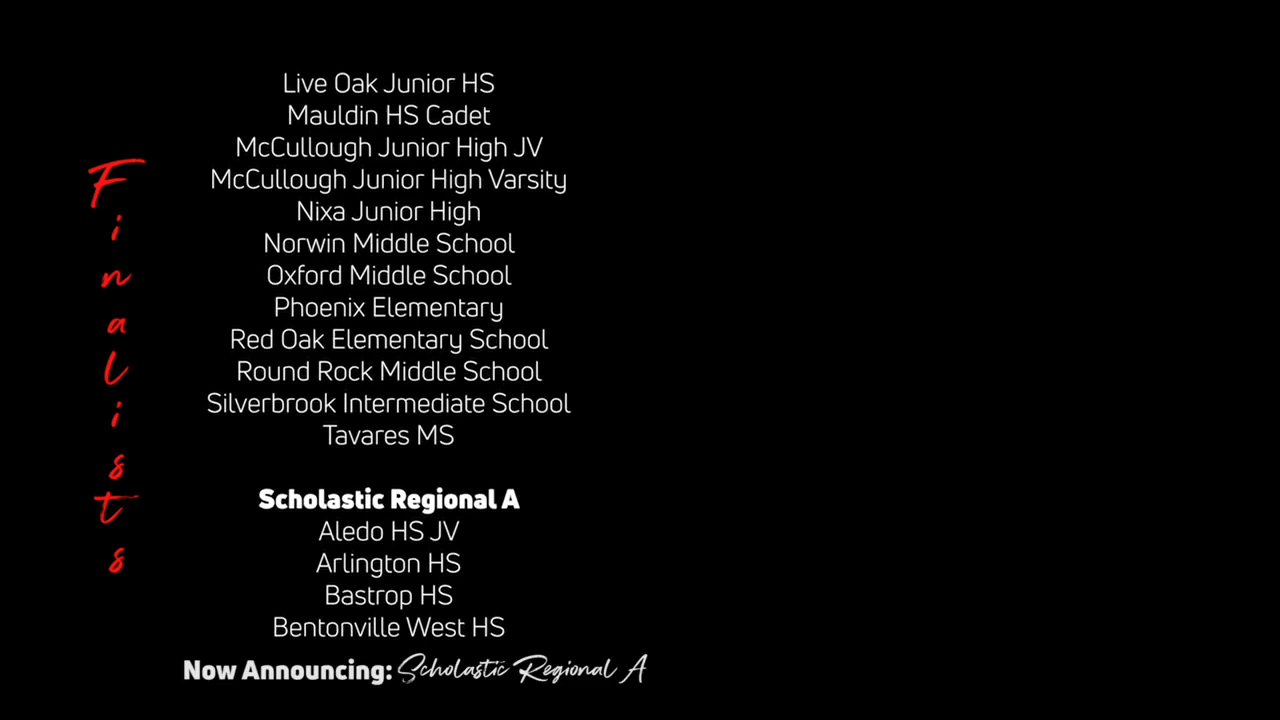 Finalists
Live Oak Junior HS
Mauldin HS Cadet
McCullough Junior High JV
McCullough Junior High Varsity
Nixa Junior High
Norwin Middle School
Oxford Middle School
Phoenix Elementary
Red Oak Elementary School
Round Rock Middle School
Silverbrook Intermediate School
Tavares MS
Scholastic Regional A
Aledo HS JV
Arlington HS
Bastrop HS
Bentonville West HS
Now Announcing: Scholastic Regional A